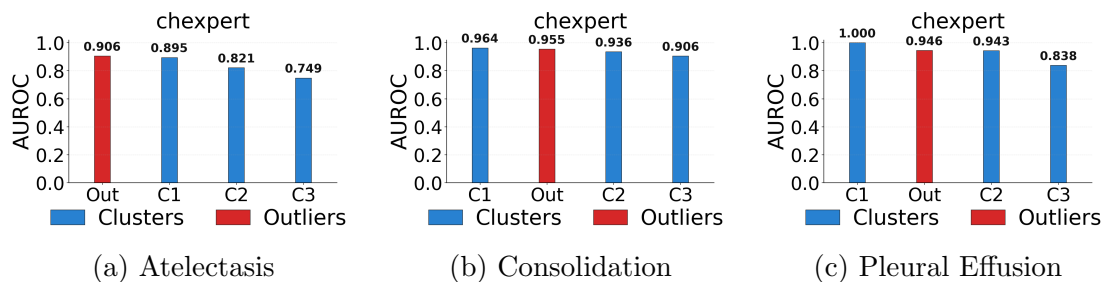 chexpert
AUROC
1.0
0.8
0.6
0.4
0.2
0.0
0.906
0.895
0.821
0.749
Out C1 C2 C3
Clusters Outliers
(a) Atelectasis
chexpert
AUROC
1.0
0.8
0.6
0.4
0.2
0.0
0.964
0.955
0.936
0.906
C1 Out C2 C3
Clusters Outliers
(b) Consolidation
chexpert
AUROC
1.0
0.8
0.6
0.4
0.2
0.0
1.000
0.946
0.943
0.838
C1 Out C2 C3
Clusters Outliers
(c) Pleural Effusion